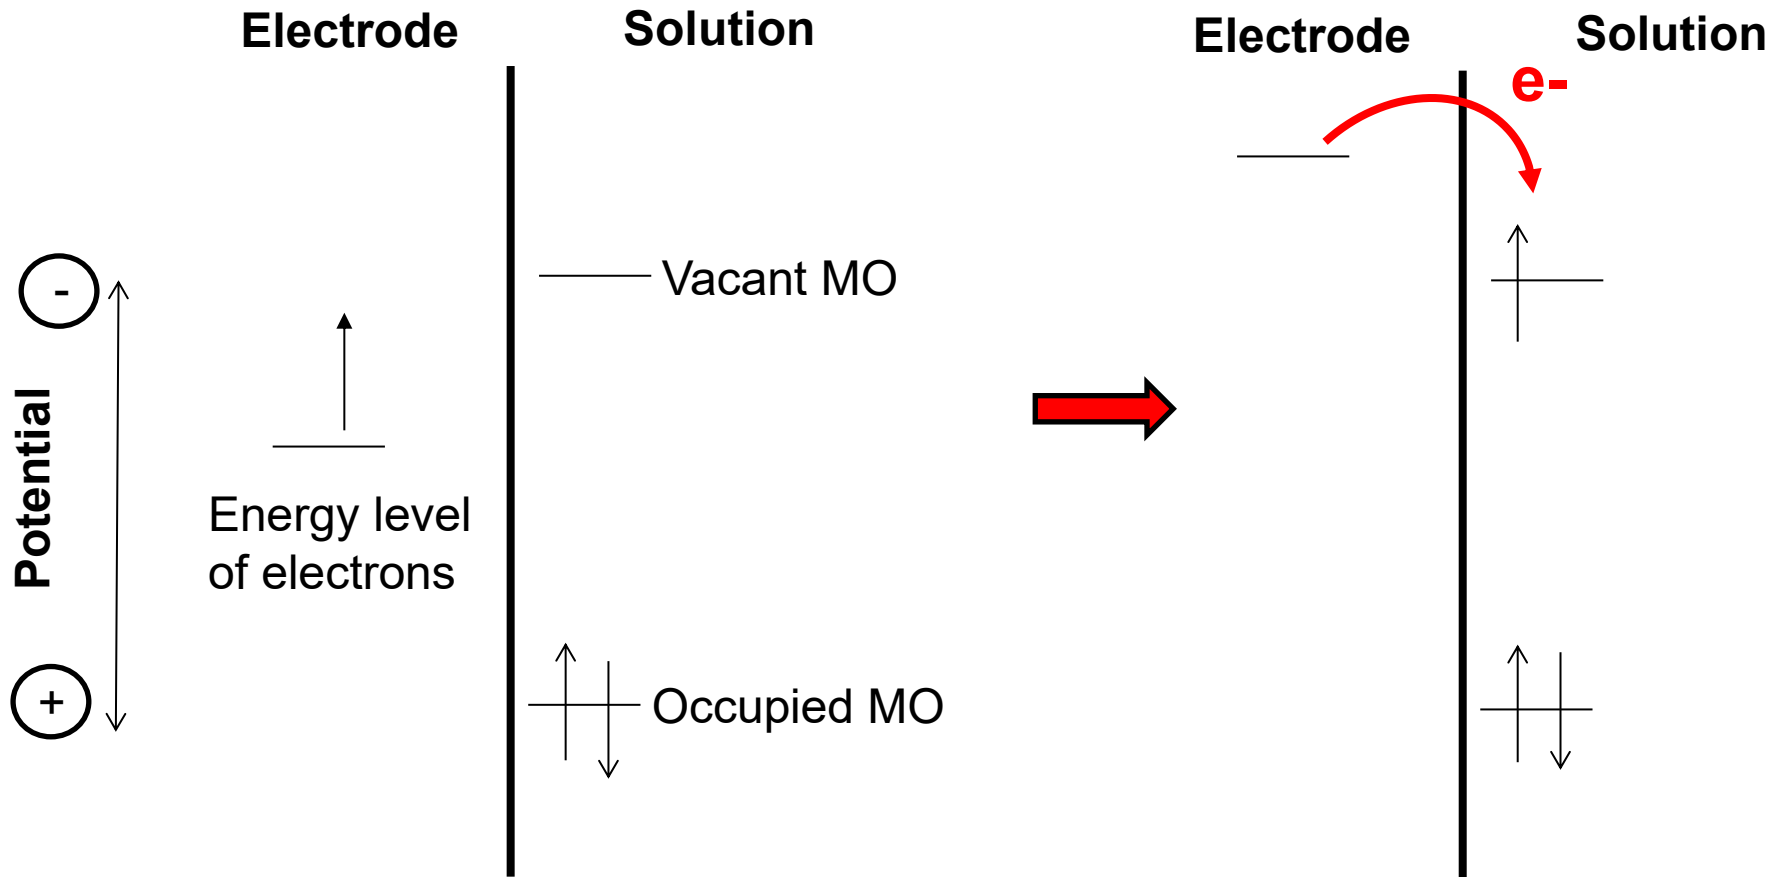 Electrode
Solution
Electrode
Solution
e-
Vacant MO
-
Potential
Energy level
of electrons
+
Occupied MO